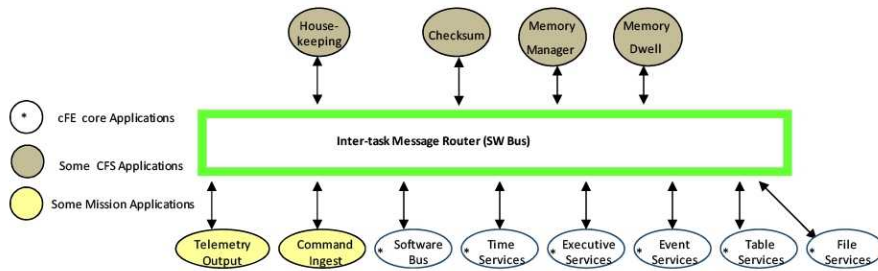 House-
keeping
Checksum
Memory
Manager
Memory
Dwell
* cFE core Applications
Some CFS Applications
Some Mission Applications
Inter-task Message Router (SW Bus)
Telemetry
Output
Command
Ingest
* Software
Bus
* Time
Services
* Executive
Services
* Event
Services
* Table
Services
* File
Services